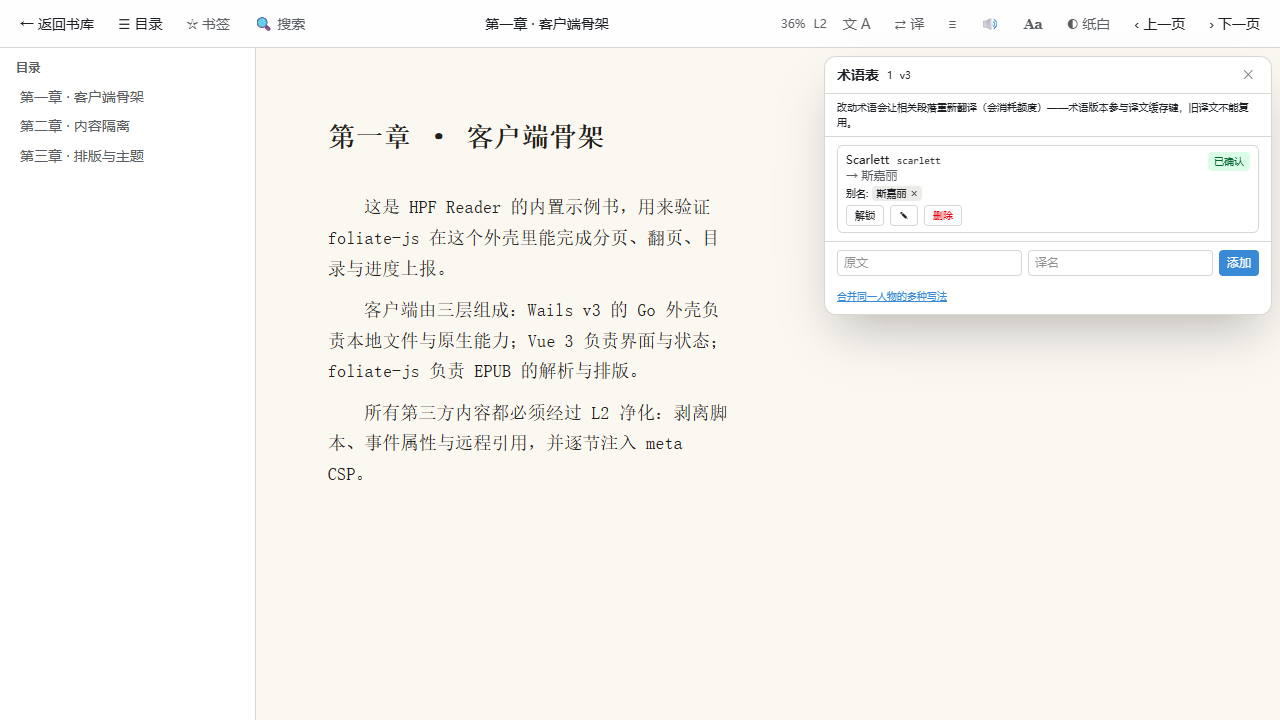 ← 返回书库 ☰ 目录 ☆ 书签 🔍 搜索 第一章 · 客户端骨架 36% L2 文 A ⇄ 译 ≡ 🔊 Aa ◐ 纸白 ‹ 上一页 › 下一页
目录
第一章 · 客户端骨架
第二章 · 内容隔离
第三章 · 排版与主题
第一章 · 客户端骨架
这是 HPF Reader 的内置示例书，用来验证
foliate-js 在这个外壳里能完成分页、翻页、目
录与进度上报。
客户端由三层组成：Wails v3 的 Go 外壳负
责本地文件与原生能力；Vue 3 负责界面与状态；
foliate-js 负责 EPUB 的解析与排版。
所有第三方内容都必须经过 L2 净化：剥离脚
本、事件属性与远程引用，并逐节注入 meta
CSP。
术语表 1 v3 ×
改动术语会让相关段落重新翻译（会消耗额度）——术语版本参与译文缓存键，旧译文不能复
用。
Scarlett scarlett 已确认
→ 斯嘉丽
别名: 斯嘉丽 ×
解锁 ✎ 删除
原文 译名 添加
合并同一人物的多种写法